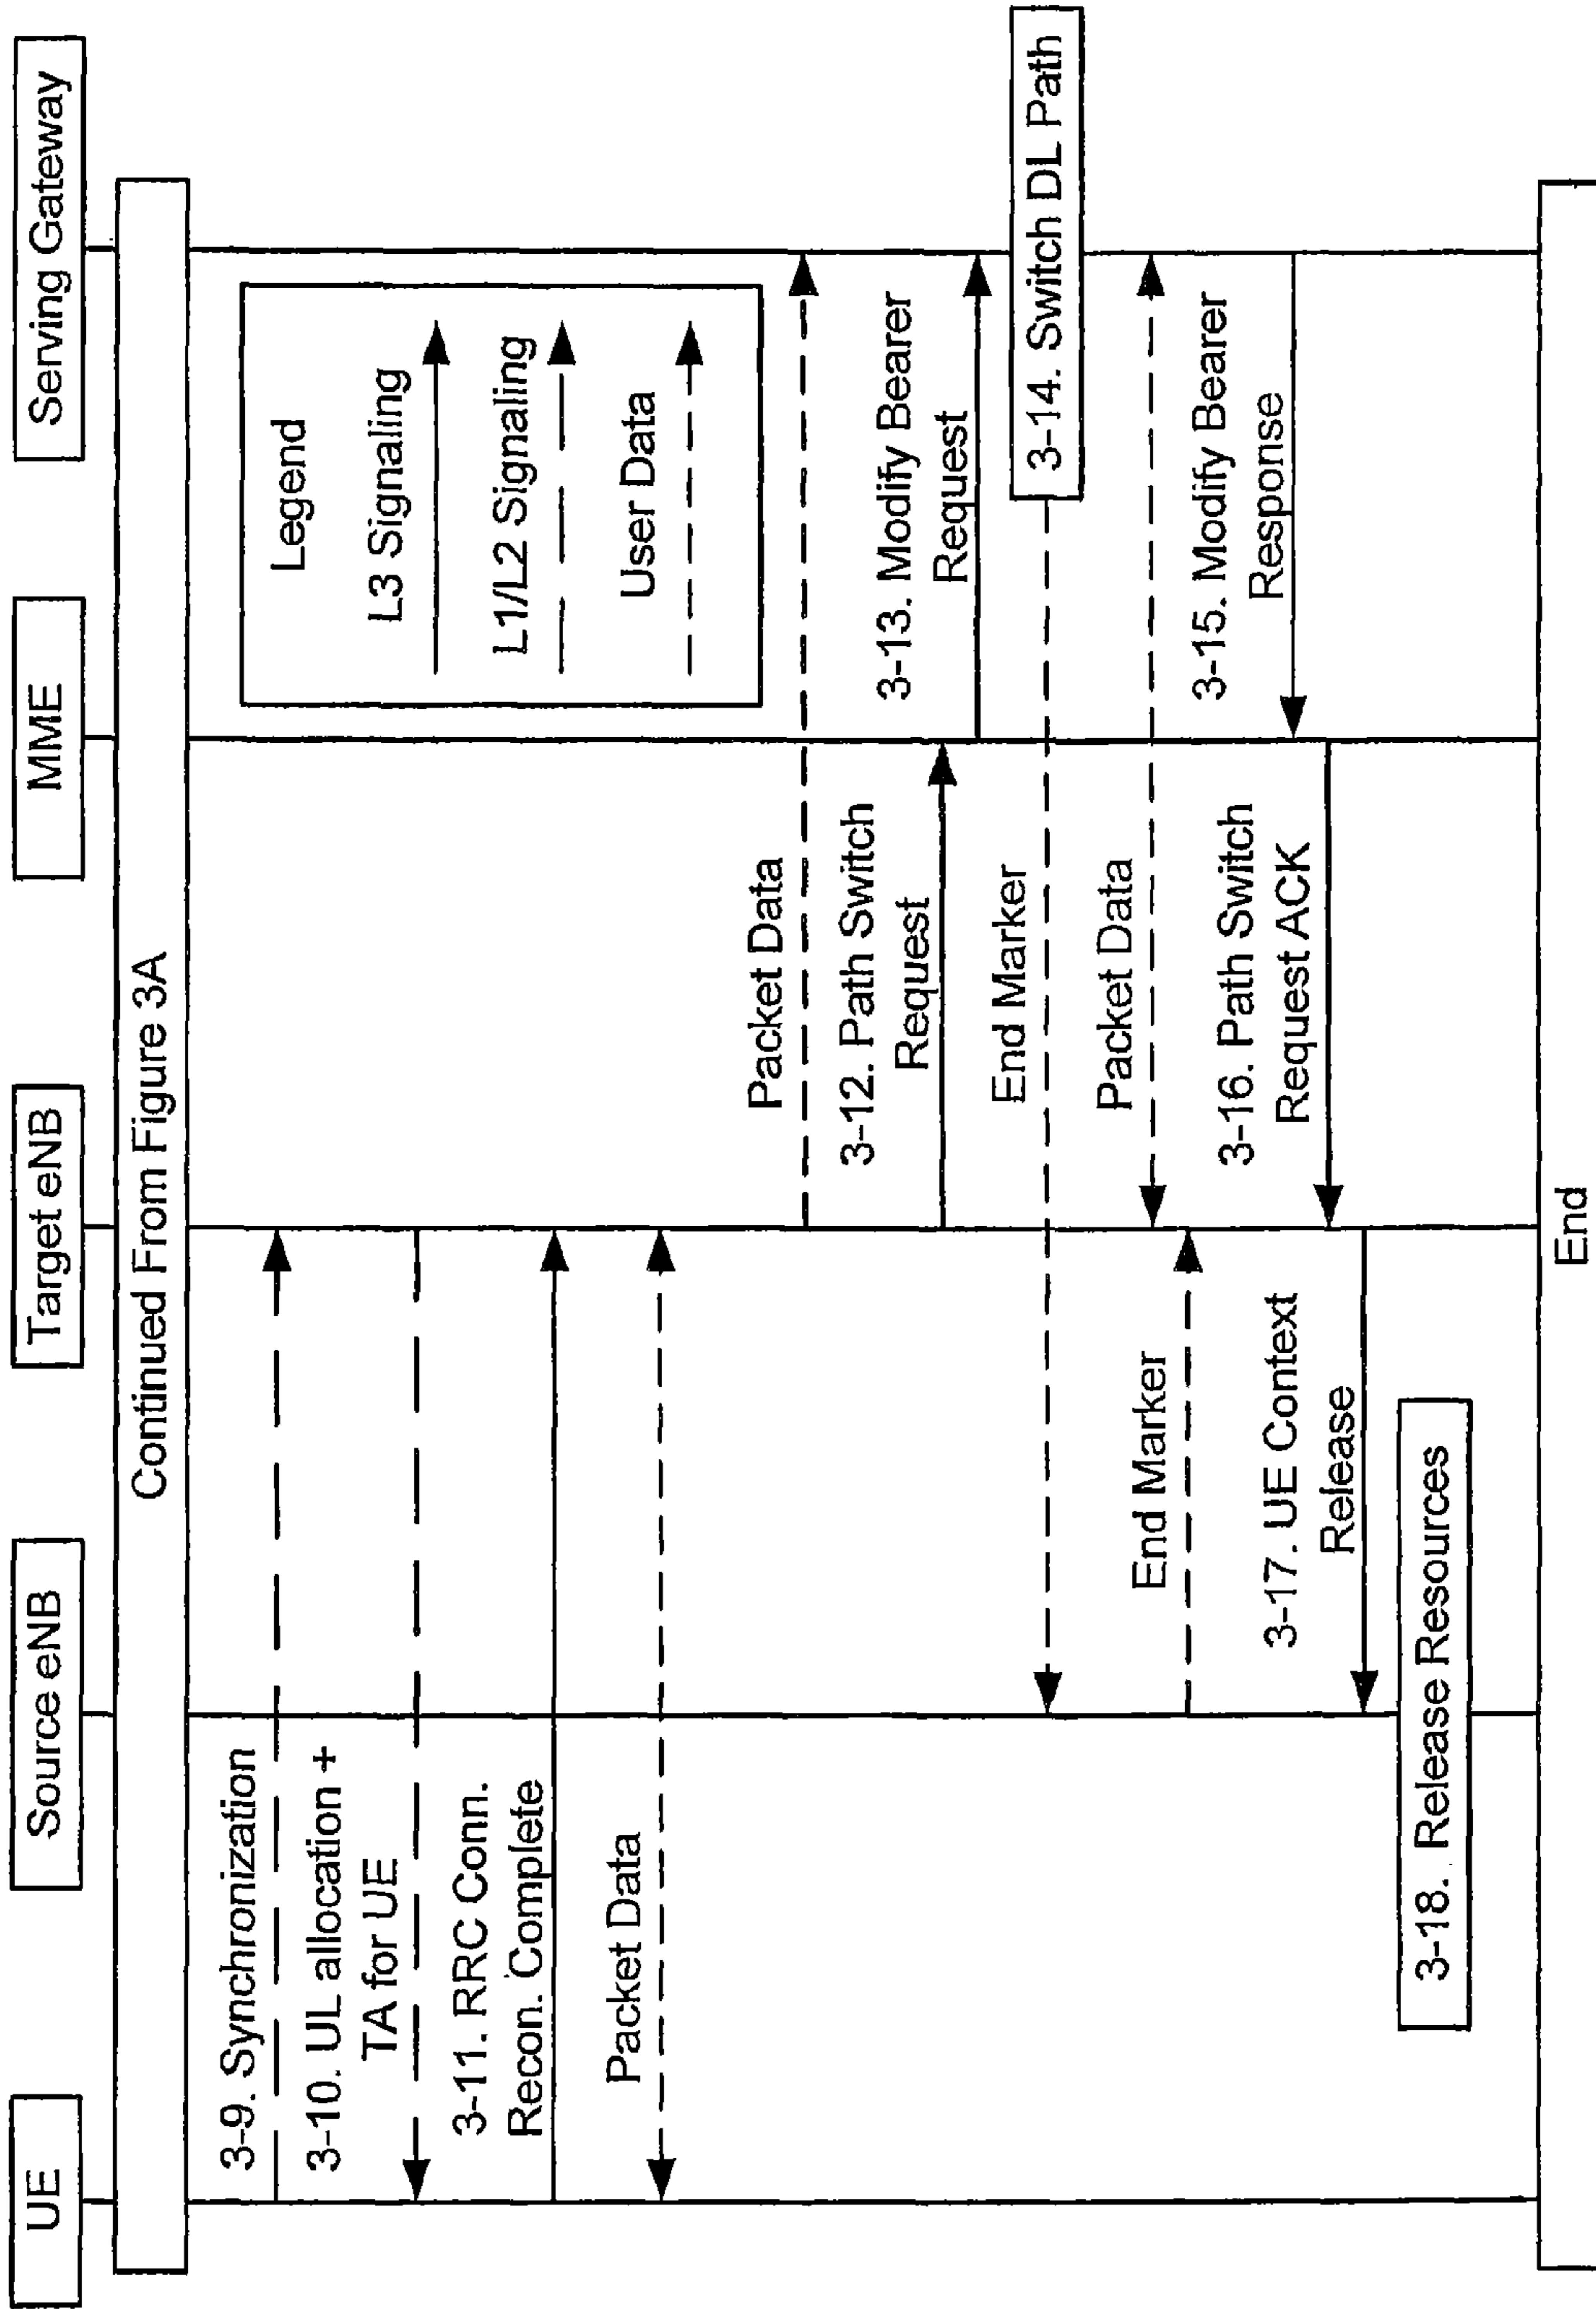 UE
Source eNB
Target eNB
MME
Serving Gateway
Continued From Figure 3A
Legend
L3 Signaling
L1/L2 Signaling
User Data
3-9. Synchronization
3-10. UL allocation +
TA for UE
3-11. RRC Conn.
Recon. Complete
Packet Data
Packet Data
3-12. Path Switch
Request
3-13. Modify Bearer
Request
End Marker
3-14. Switch DL Path
Packet Data
End Marker
3-15. Modify Bearer
Response
3-16. Path Switch
Request ACK
3-17. UE Context
Release
3-18. Release Resources
End